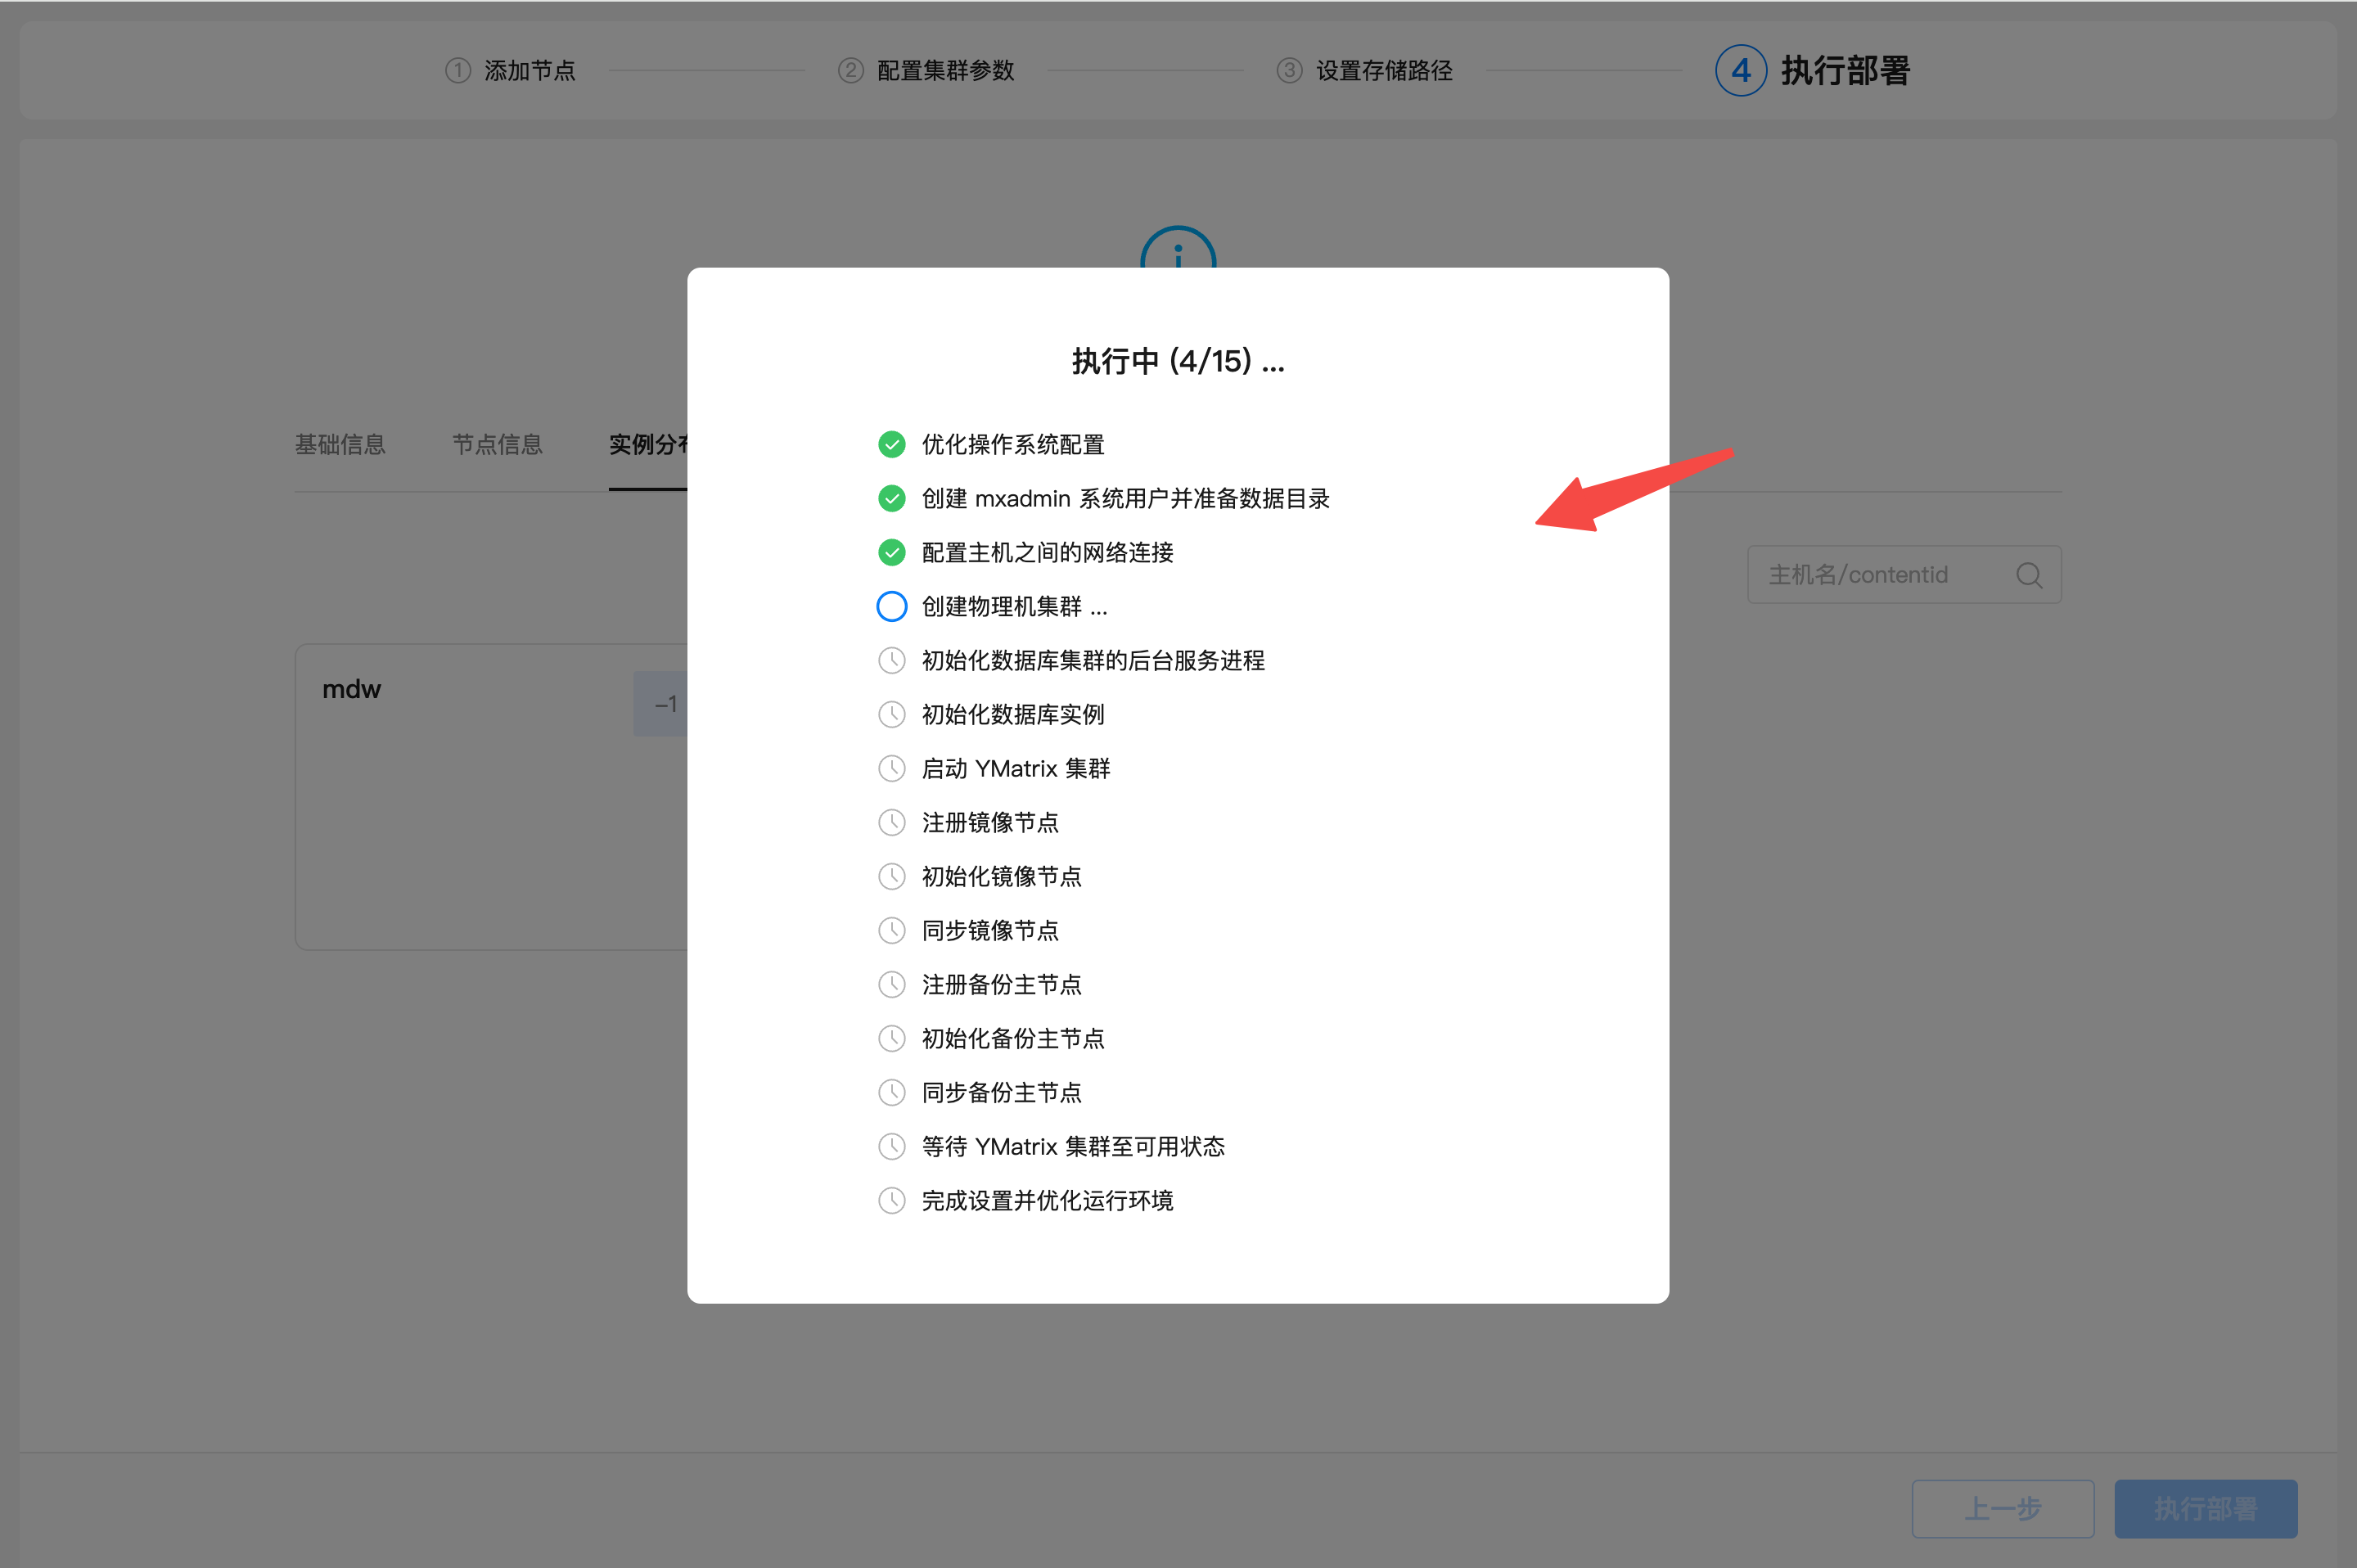 1 添加节点
2 配置集群参数
3 设置存储路径
4 执行部署
基础信息
节点信息
实例分
主机名/contentid
mdw
-1
执行中 (4/15) ...
优化操作系统配置
创建 mxadmin 系统用户并准备数据目录
配置主机之间的网络连接
创建物理机集群 ...
初始化数据库集群的后台服务进程
初始化数据库实例
启动 YMatrix 集群
注册镜像节点
初始化镜像节点
同步镜像节点
注册备份主节点
初始化备份主节点
同步备份主节点
等待 YMatrix 集群至可用状态
完成设置并优化运行环境
上一步
执行部署